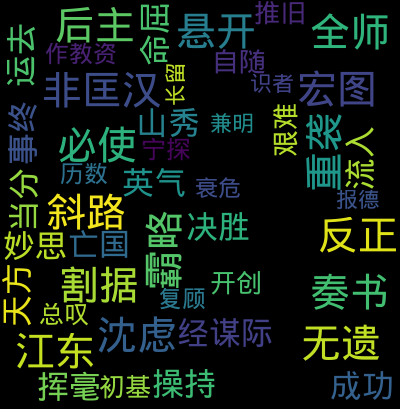 后主
命屈
悬开
推旧
全师
运去
作教资
自随
非匡汉
长留
识者
宏图
事终
山秀
兼明
艰难
重袭
流入
必使
宁探
历数
英气
衰危
报德
当分
斜路
霸略
决胜
反正
妙思
亡国
天方
割据
开创
奏书
总叹
复顾
沈虑
经谋际
无遗
江东
挥毫
初基
操持
成功